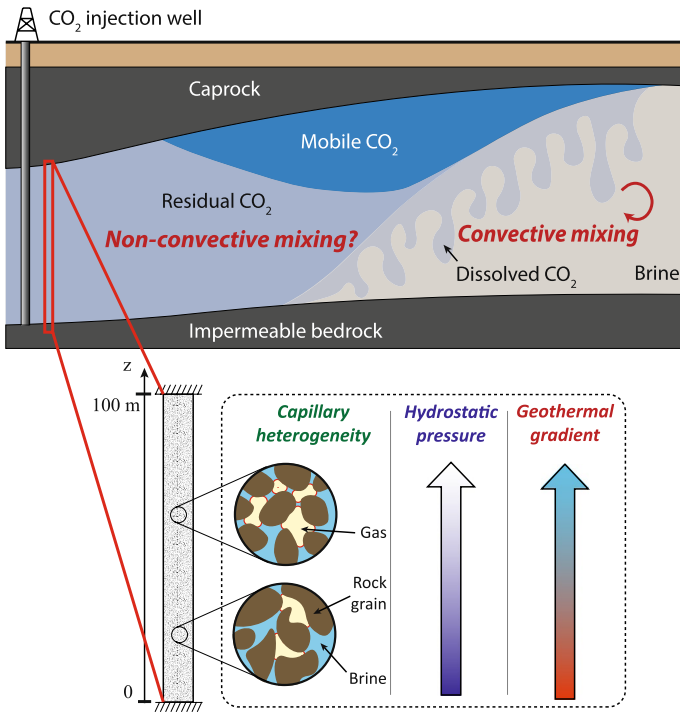 CO₂ injection well
Caprock
Mobile CO₂
Residual CO₂
Non-convective mixing?
Convective mixing
Dissolved CO₂
Brine
Impermeable bedrock
z
100 m
0
Capillary
heterogeneity
Hydrostatic
pressure
Geothermal
gradient
Gas
Rock
grain
Brine